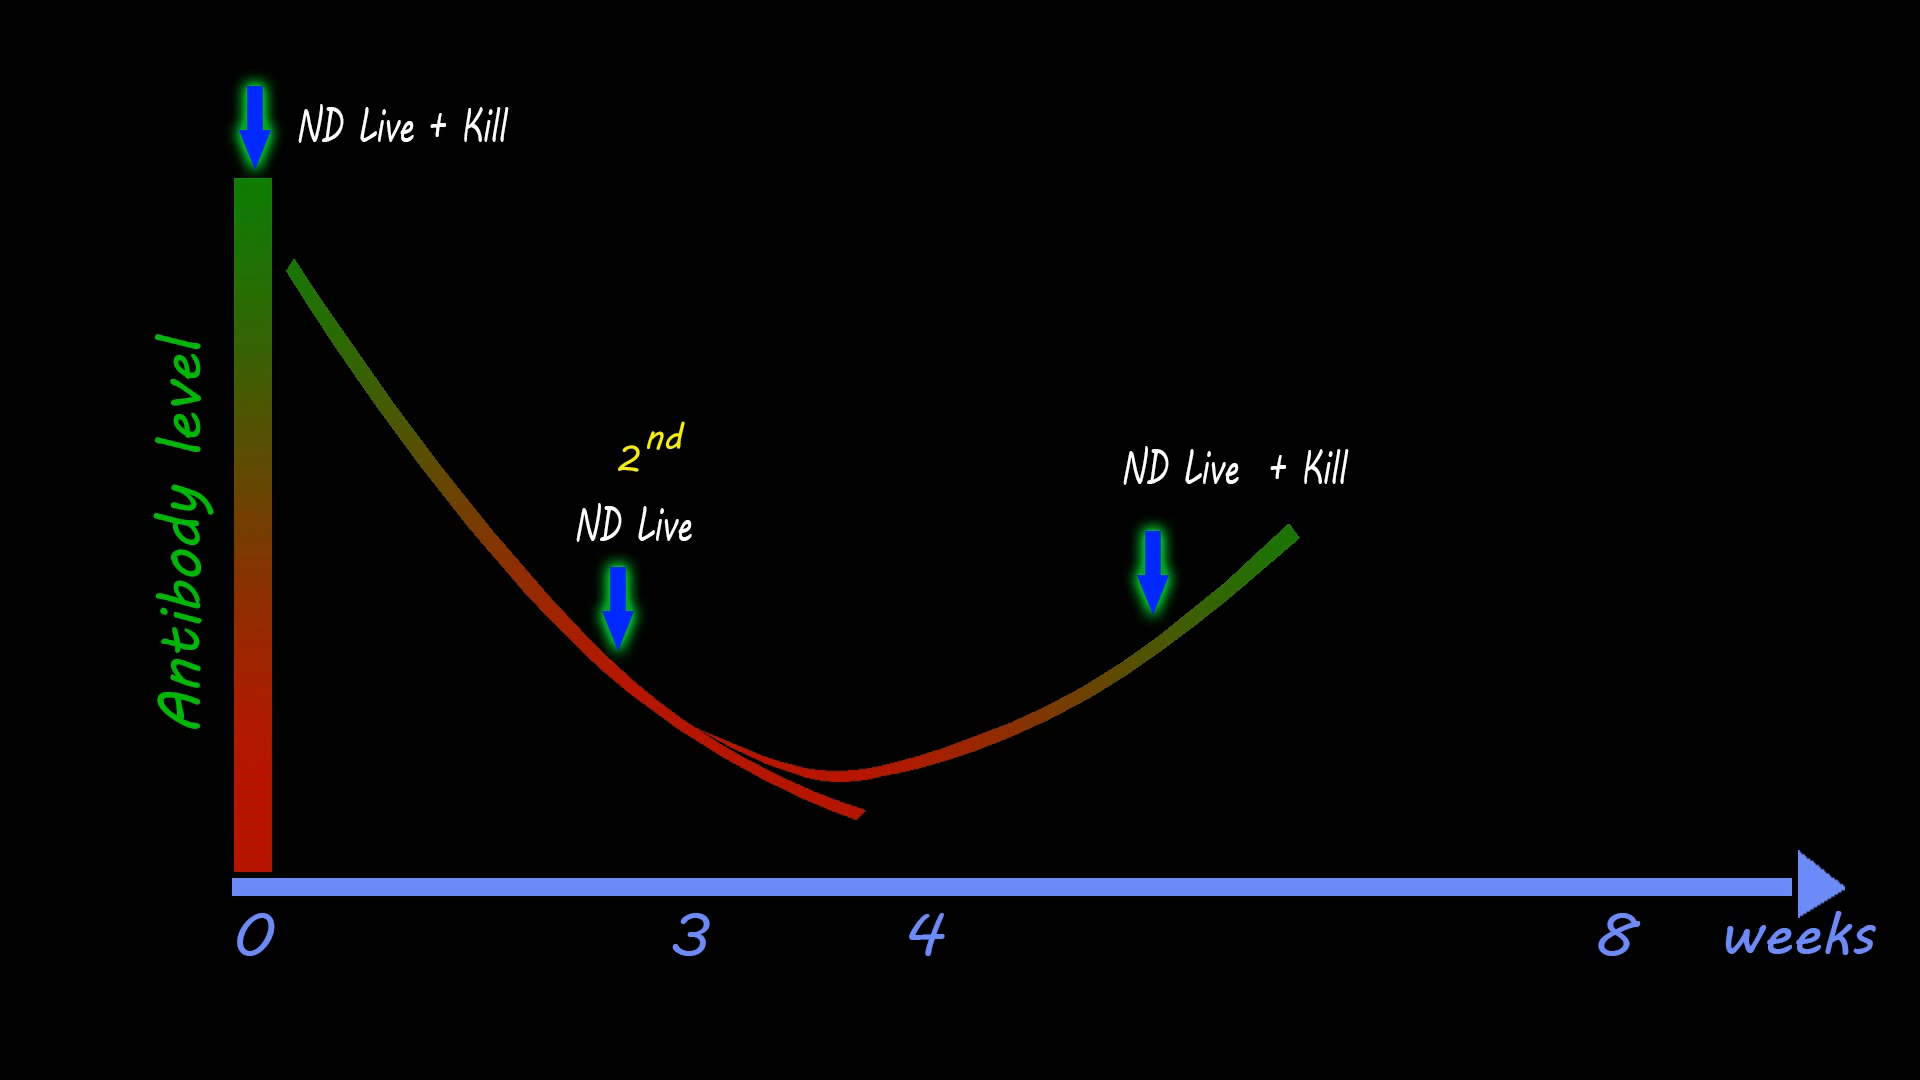 ND Live + Kill
Antibody level
2nd
ND Live
ND Live + Kill
0 3 4 8 weeks